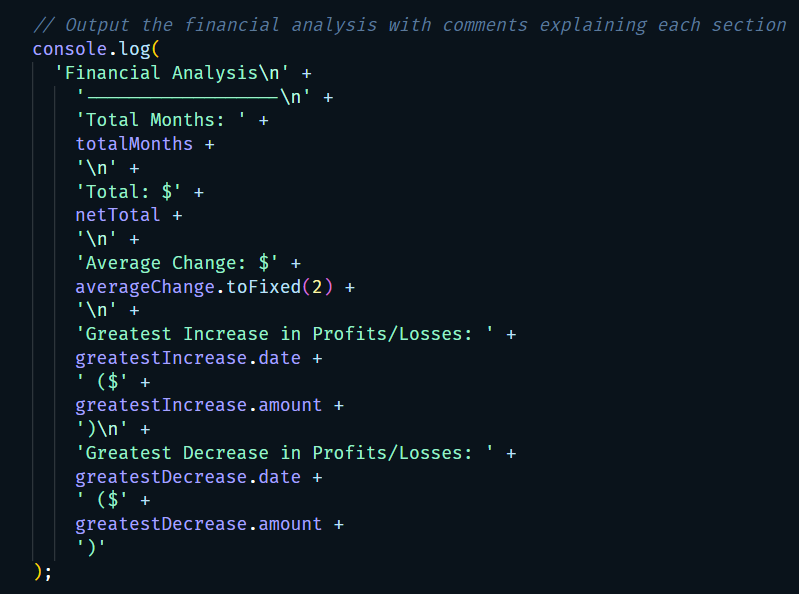 // Output the financial analysis with comments explaining each section
console.log(
'Financial Analysis\n' +
'------------------\n' +
'Total Months: ' +
totalMonths +
'\n' +
'Total: $' +
netTotal +
'\n' +
'Average Change: $' +
averageChange.toFixed(2) +
'\n' +
'Greatest Increase in Profits/Losses: ' +
greatestIncrease.date +
' ($' +
greatestIncrease.amount +
')\n' +
'Greatest Decrease in Profits/Losses: ' +
greatestDecrease.date +
' ($' +
greatestDecrease.amount +
')'
);